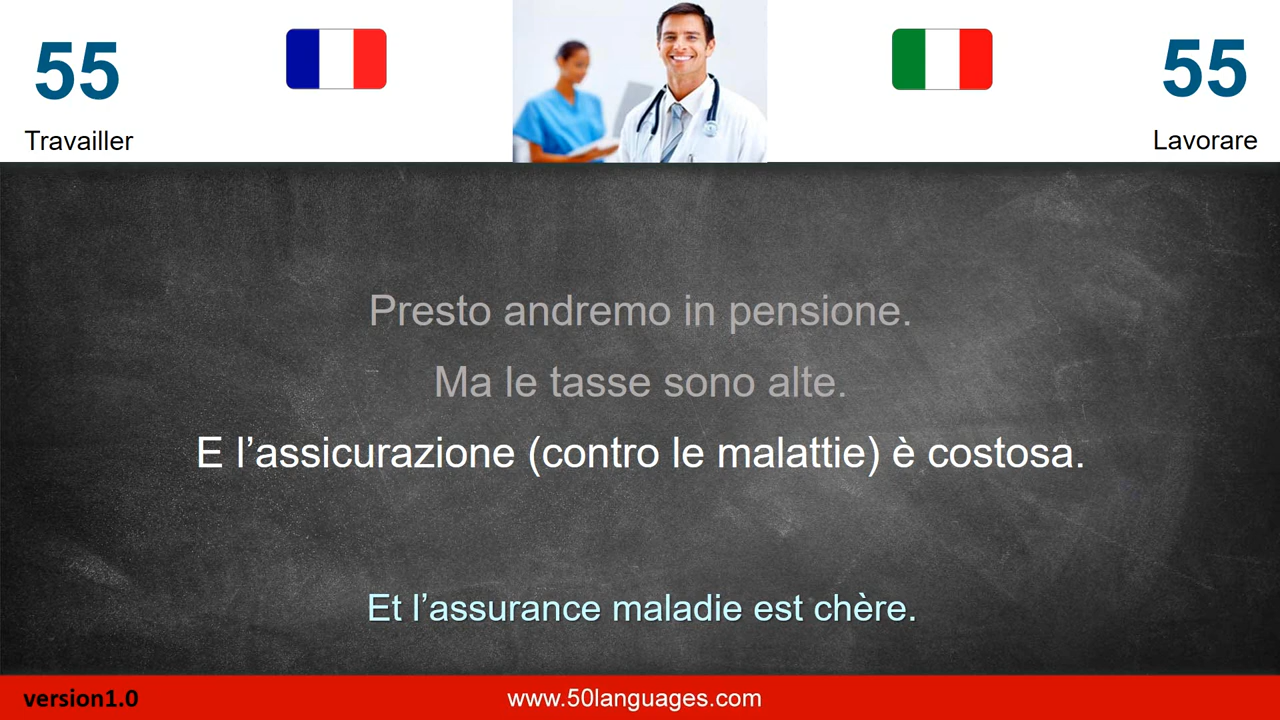 55
55
Travailler
Lavorare
Presto andremo in pensione.
Ma le tasse sono alte.
E l’assicurazione (contro le malattie) è costosa.
Et l’assurance maladie est chère.
version1.0
www.50languages.com